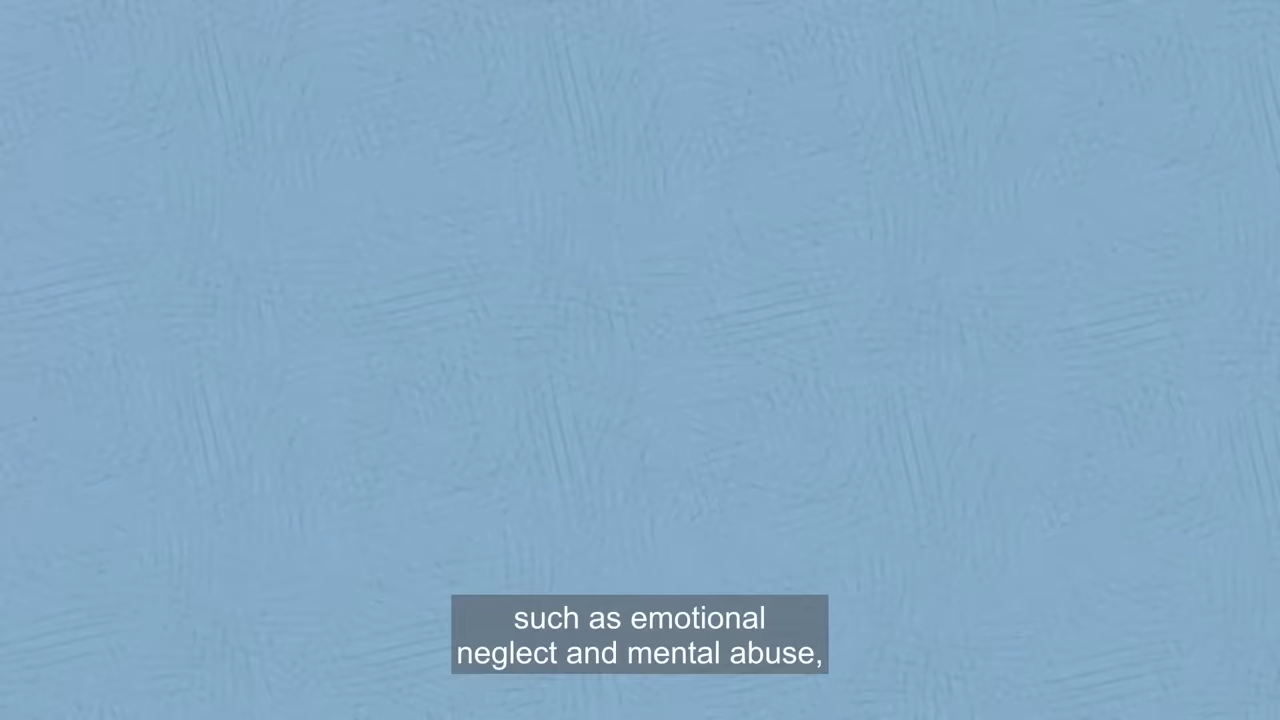 such as emotional
neglect and mental abuse,